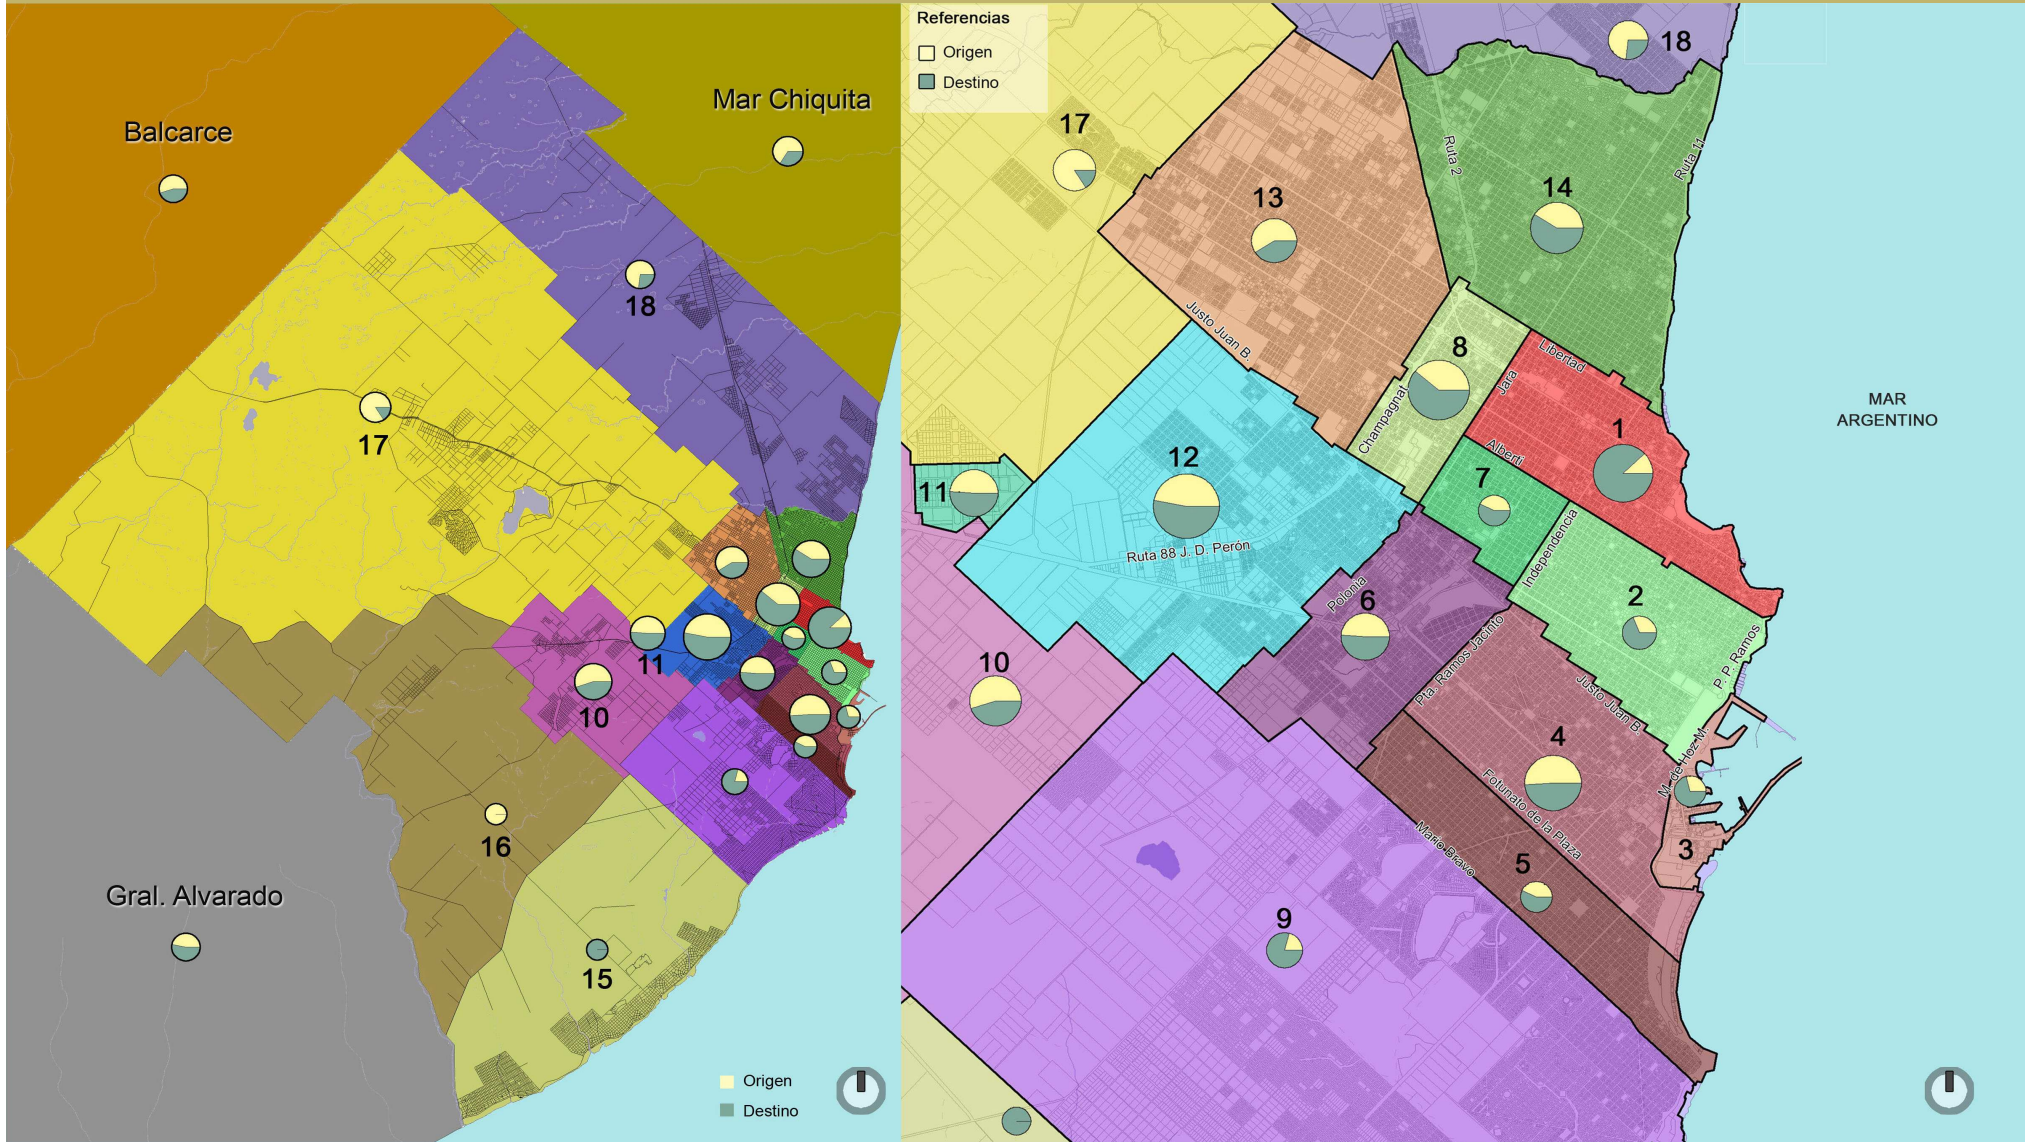 Balcarce
Mar Chiquita
18
17
11
10
16
15
Gral. Alvarado
Origen
Destino
Referencias
Origen
Destino
18
17
13
14
Ruta 2
Ruta 11
Justo Juan B.
8
Libertad
Jara
Champagnat
1
Alberti
MAR
ARGENTINO
12
7
11
Ruta 88 J. D. Perón
Independencia
Polonia
6
2
Pta. Ramos Jacinto
P. P. Ramos
10
Justo Juan B.
4
M. de Hoz M.
Fotunato de la Plaza
Mario Bravo
3
5
9